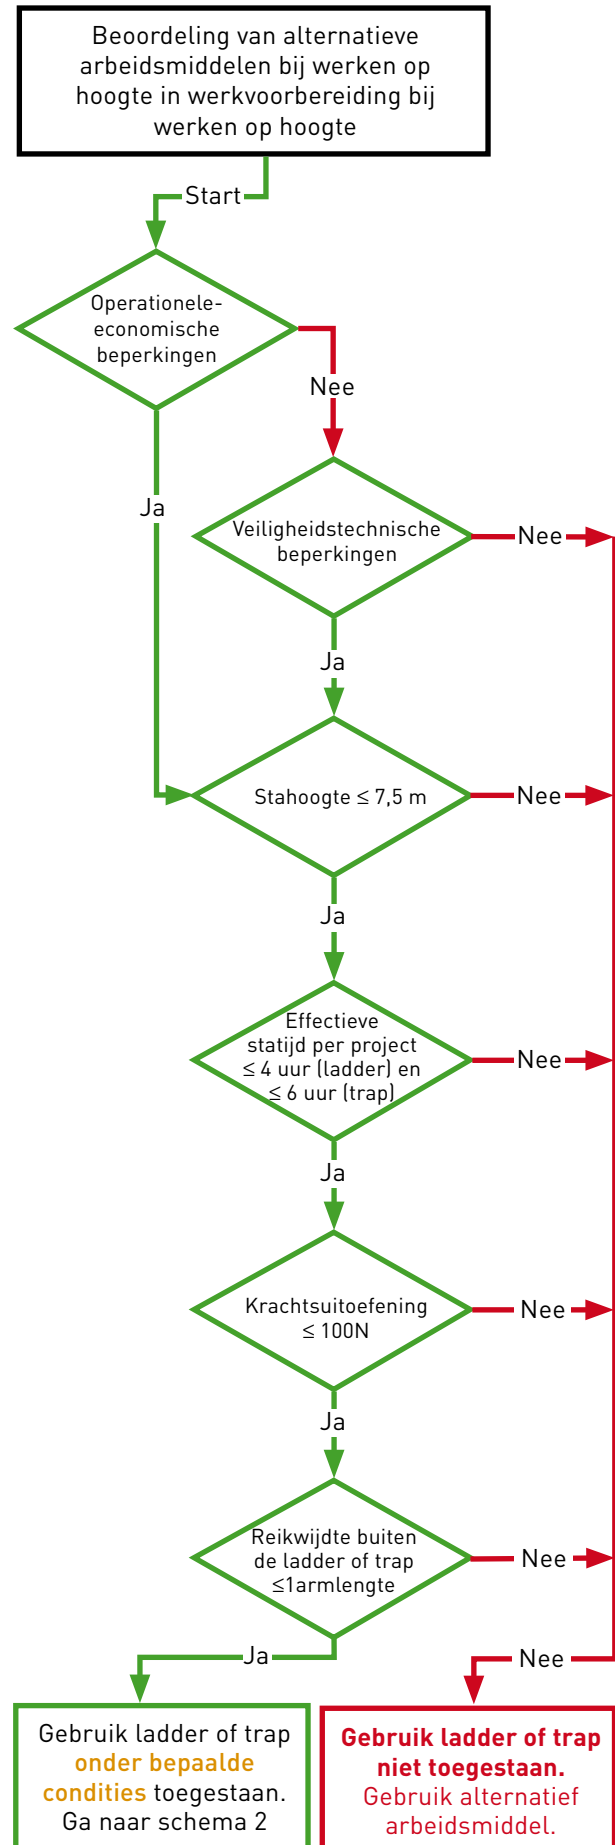 Beoordeling van alternatieve
arbeidsmiddelen bij werken op
hoogte in werkvoorbereiding bij
werken op hoogte
Start
Operationele-
economische
beperkingen
Nee
Ja
Veiligheidstechnische
beperkingen
Nee
Ja
Stahoogte ≤ 7,5 m
Nee
Ja
Effectieve
statijd per project
≤ 4 uur (ladder) en
≤ 6 uur (trap)
Nee
Ja
Krachtsuitoefening
≤ 100N
Nee
Ja
Reikwijdte buiten
de ladder of trap
≤1armlengte
Nee
Ja
Nee
Gebruik ladder of trap
onder bepaalde
condities toegestaan.
Ga naar schema 2
Gebruik ladder of trap
niet toegestaan.
Gebruik alternatief
arbeidsmiddel.